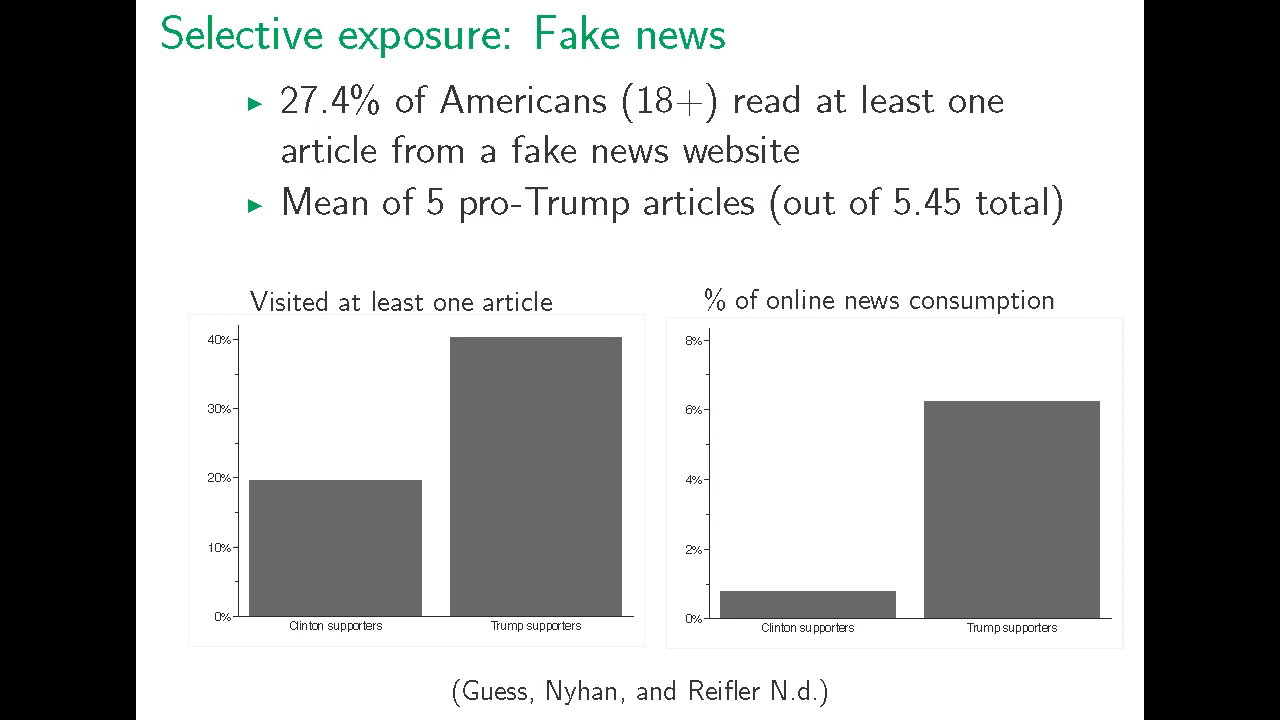 Selective exposure: Fake news
▶ 27.4% of Americans (18+) read at least one
article from a fake news website
▶ Mean of 5 pro-Trump articles (out of 5.45 total)
Visited at least one article
40%
30%
20%
10%
0%
Clinton supporters
Trump supporters
% of online news consumption
8%
6%
4%
2%
0%
Clinton supporters
Trump supporters
(Guess, Nyhan, and Reifler N.d.)